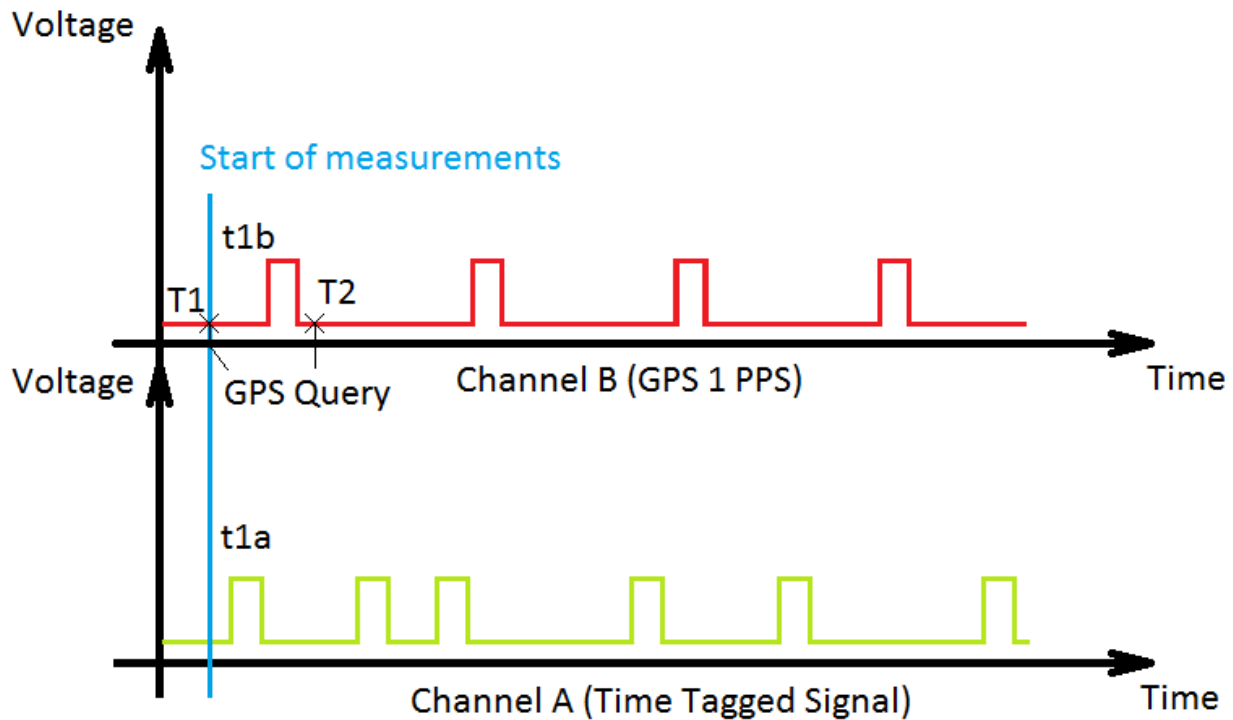 Voltage
Start of measurements
t1b
T1
T2
GPS Query
Channel B (GPS 1 PPS)
Time
Voltage
t1a
Channel A (Time Tagged Signal)
Time